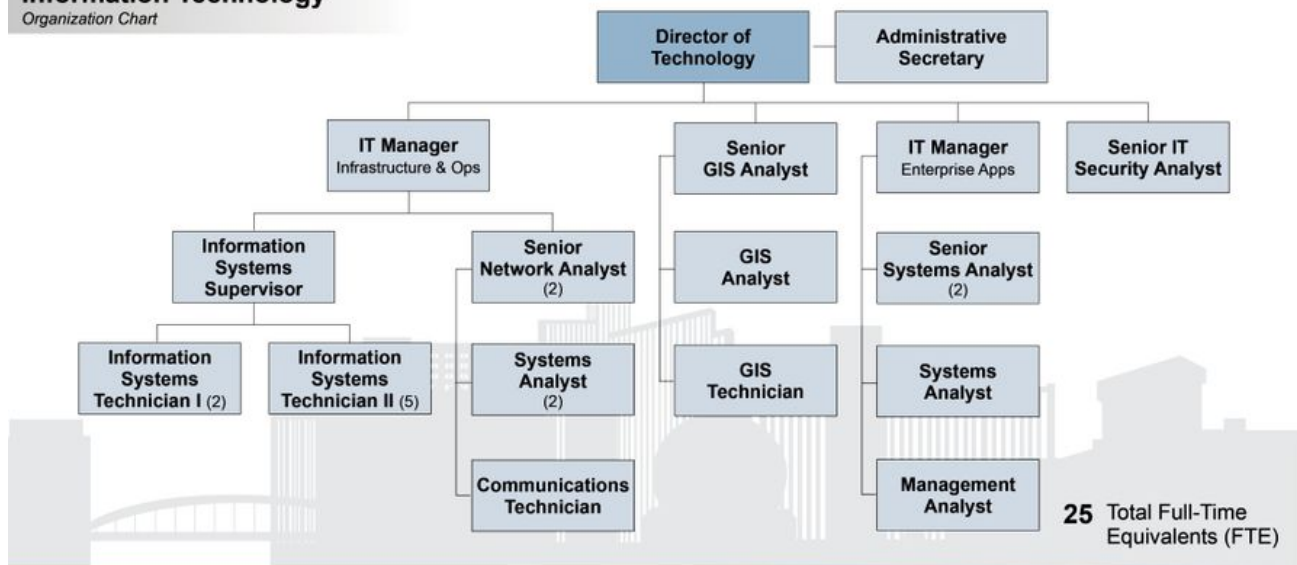 Information Technology
Organization Chart
Director of
Technology
Administrative
Secretary
IT Manager
Infrastructure & Ops
Senior
GIS Analyst
IT Manager
Enterprise Apps
Senior IT
Security Analyst
Information
Systems
Supervisor
Senior
Network Analyst
(2)
GIS
Analyst
Senior
Systems Analyst
(2)
Information
Systems
Technician I (2)
Information
Systems
Technician II (5)
Systems
Analyst
(2)
GIS
Technician
Systems
Analyst
Communications
Technician
Management
Analyst
25 Total Full-Time
Equivalents (FTE)